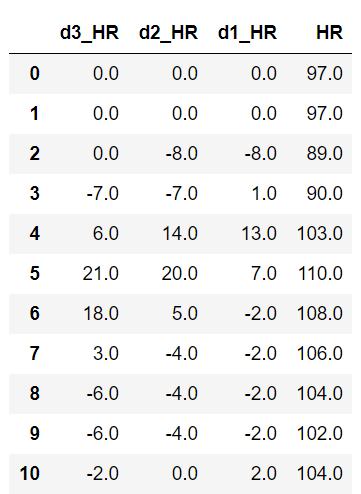 d3_HR d2_HR d1_HR HR
0 0.0 0.0 0.0 97.0
1 0.0 0.0 0.0 97.0
2 0.0 -8.0 -8.0 89.0
3 -7.0 -7.0 1.0 90.0
4 6.0 14.0 13.0 103.0
5 21.0 20.0 7.0 110.0
6 18.0 5.0 -2.0 108.0
7 3.0 -4.0 -2.0 106.0
8 -6.0 -4.0 -2.0 104.0
9 -6.0 -4.0 -2.0 102.0
10 -2.0 0.0 2.0 104.0